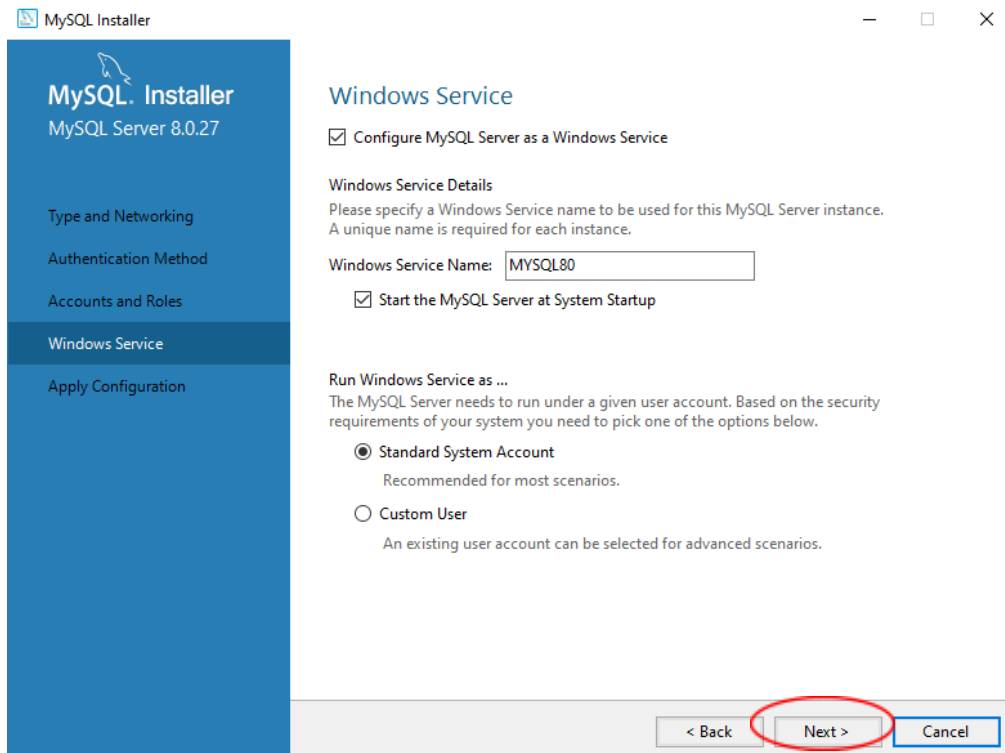 MySQL Installer
MySQL. Installer
MySQL Server 8.0.27
Type and Networking
Authentication Method
Accounts and Roles
Windows Service
Apply Configuration
Windows Service
Configure MySQL Server as a Windows Service
Windows Service Details
Please specify a Windows Service name to be used for this MySQL Server instance.
A unique name is required for each instance.
Windows Service Name: MYSQL80
Start the MySQL Server at System Startup
Run Windows Service as ...
The MySQL Server needs to run under a given user account. Based on the security
requirements of your system you need to pick one of the options below.
Standard System Account
Recommended for most scenarios.
Custom User
An existing user account can be selected for advanced scenarios.
< Back Next > Cancel